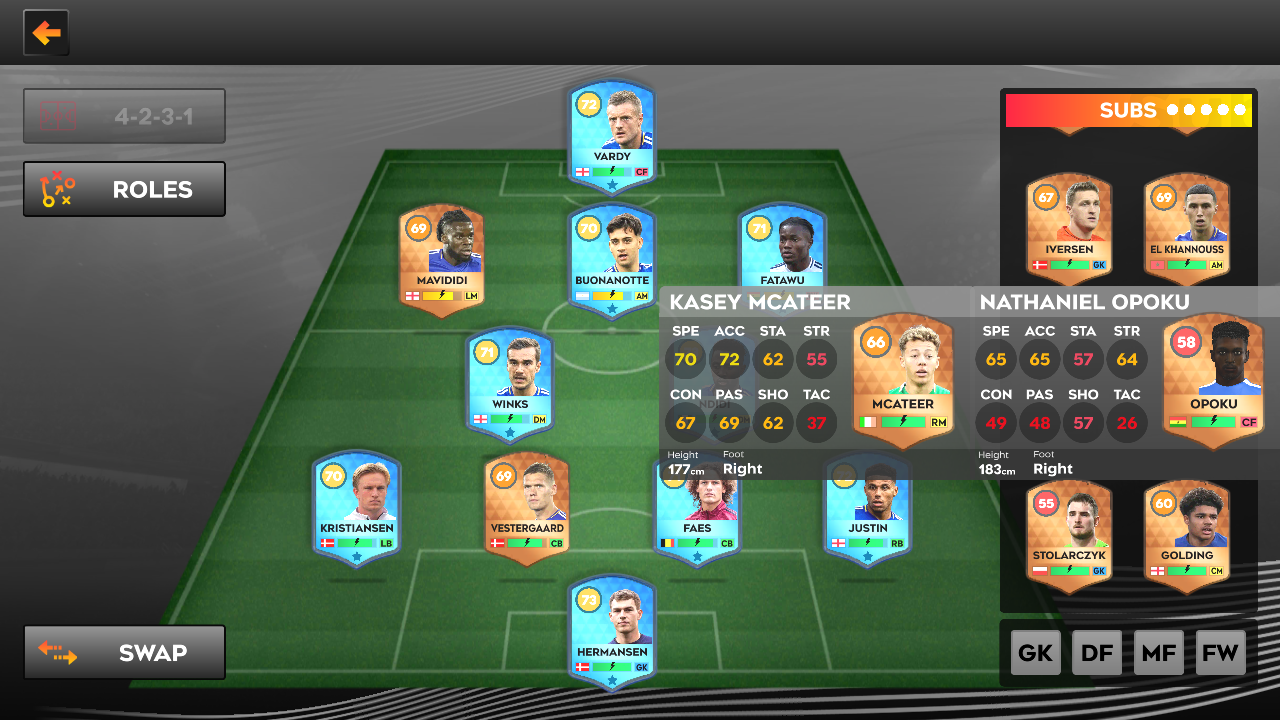 SUBS
4-2-3-1
ROLES
72
VARDY
CF
69
MAVIDIDI
LM
70
BUONANOTTE
AM
71
FATAWU
67
IVERSEN
GK
69
EL KHANNOUSS
AM
KASEY MCATEER
SPE ACC STA STR
70 72 62 55
CON PAS SHO TAC
67 69 62 37
Height Foot
177cm Right
66
MCATEER
RM
NATHANIEL OPOKU
SPE ACC STA STR
65 65 57 64
CON PAS SHO TAC
49 48 57 26
Height Foot
183cm Right
58
OPOKU
CF
71
WINKS
DM
NDIDI
70
KRISTIANSEN
LB
69
VESTERGAARD
CB
FAES
CB
JUSTIN
RB
55
STOLARCZYK
GK
60
GOLDING
CM
73
HERMANSEN
GK
SWAP
GK DF MF FW